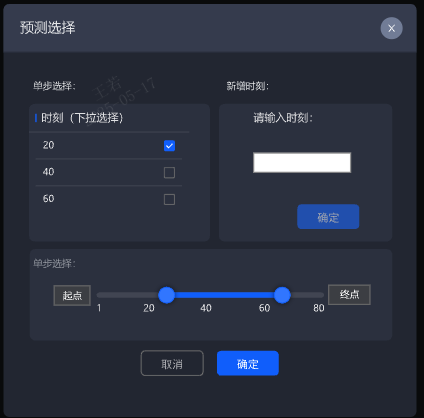 预测选择
X
单步选择：
新增时刻：
时刻（下拉选择）
20
40
60
请输入时刻：
确定
单步选择：
起点
终点
1 20 40 60 80
取消
确定